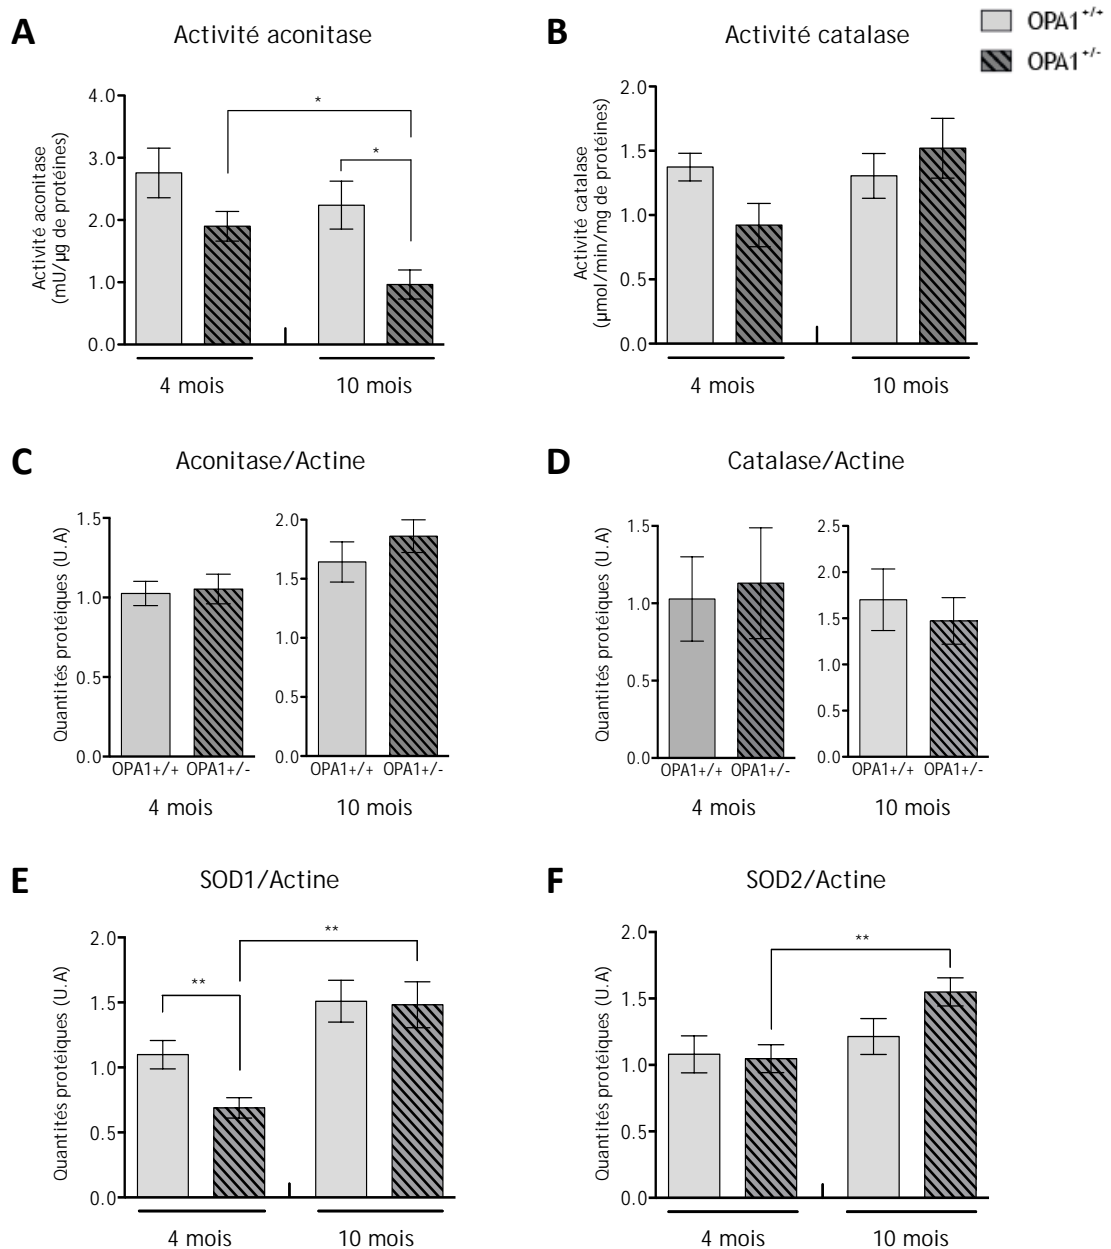 A
Activité aconitase
B
Activité catalase
OPA1+/+
OPA1+/-
Activité aconitase
(mU/µg de protéines)
4.0
3.0
2.0
1.0
0.0
*
*
4 mois
10 mois
Activité catalase
(µmol/min/mg de protéines)
2.0
1.5
1.0
0.5
0.0
4 mois
10 mois
C
Aconitase/Actine
Quantités protéiques (U.A)
1.5
1.0
0.5
0.0
OPA1+/+ OPA1+/-
4 mois
2.0
1.5
1.0
0.5
0.0
OPA1+/+ OPA1+/-
10 mois
D
Catalase/Actine
Quantités protéiques (U.A)
1.5
1.0
0.5
0.0
OPA1+/+ OPA1+/-
4 mois
2.5
2.0
1.5
1.0
0.5
0.0
OPA1+/+ OPA1+/-
10 mois
E
SOD1/Actine
Quantités protéiques (U.A)
2.0
1.5
1.0
0.5
0.0
**
**
4 mois
10 mois
F
SOD2/Actine
Quantités protéiques (U.A)
2.0
1.5
1.0
0.5
0.0
**
4 mois
10 mois